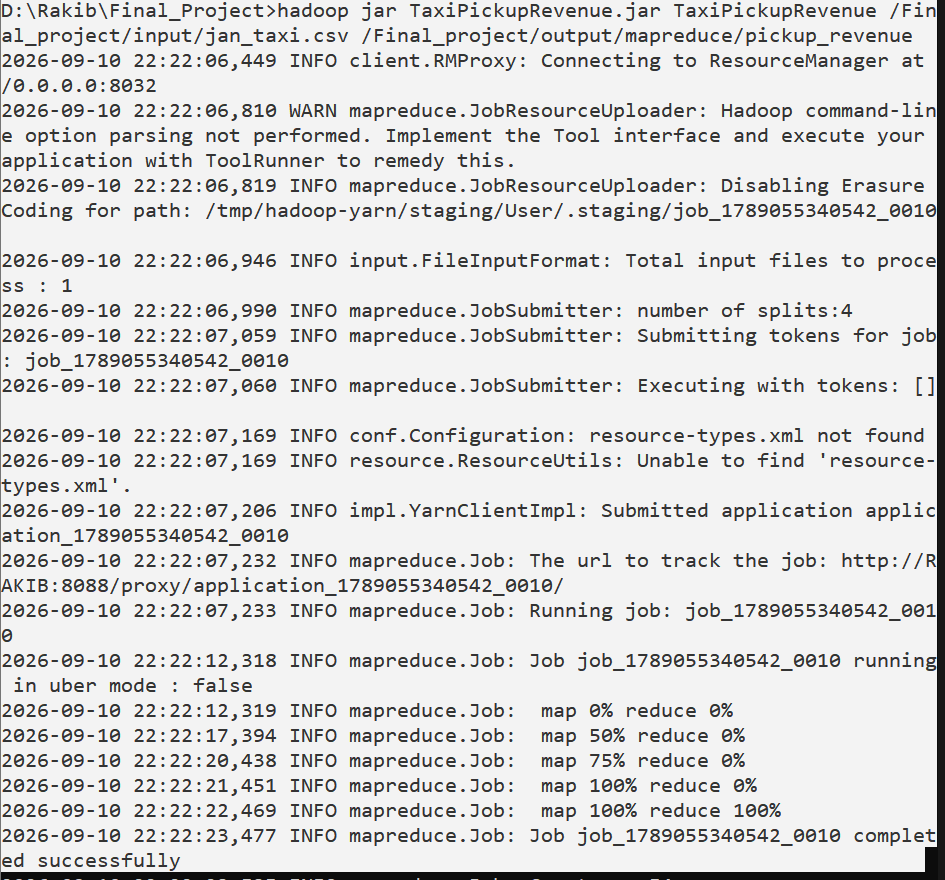 D:\Rakib\Final_Project>hadoop jar TaxiPickupRevenue.jar TaxiPickupRevenue /Fin
al_project/input/jan_taxi.csv /Final_project/output/mapreduce/pickup_revenue
2026-09-10 22:22:06,449 INFO client.RMProxy: Connecting to ResourceManager at
/0.0.0.0:8032
2026-09-10 22:22:06,810 WARN mapreduce.JobResourceUploader: Hadoop command-lin
e option parsing not performed. Implement the Tool interface and execute your
application with ToolRunner to remedy this.
2026-09-10 22:22:06,819 INFO mapreduce.JobResourceUploader: Disabling Erasure
Coding for path: /tmp/hadoop-yarn/staging/User/.staging/job_1789055340542_0010
2026-09-10 22:22:06,946 INFO input.FileInputFormat: Total input files to proce
ss : 1
2026-09-10 22:22:06,990 INFO mapreduce.JobSubmitter: number of splits:4
2026-09-10 22:22:07,059 INFO mapreduce.JobSubmitter: Submitting tokens for job
: job_1789055340542_0010
2026-09-10 22:22:07,060 INFO mapreduce.JobSubmitter: Executing with tokens: []
2026-09-10 22:22:07,169 INFO conf.Configuration: resource-types.xml not found
2026-09-10 22:22:07,169 INFO resource.ResourceUtils: Unable to find 'resource-
types.xml'.
2026-09-10 22:22:07,206 INFO impl.YarnClientImpl: Submitted application applic
ation_1789055340542_0010
2026-09-10 22:22:07,232 INFO mapreduce.Job: The url to track the job: http://R
AKIB:8088/proxy/application_1789055340542_0010/
2026-09-10 22:22:07,233 INFO mapreduce.Job: Running job: job_1789055340542_001
0
2026-09-10 22:22:12,318 INFO mapreduce.Job: Job job_1789055340542_0010 running
 in uber mode : false
2026-09-10 22:22:12,319 INFO mapreduce.Job:  map 0% reduce 0%
2026-09-10 22:22:17,394 INFO mapreduce.Job:  map 50% reduce 0%
2026-09-10 22:22:20,438 INFO mapreduce.Job:  map 75% reduce 0%
2026-09-10 22:22:21,451 INFO mapreduce.Job:  map 100% reduce 0%
2026-09-10 22:22:22,469 INFO mapreduce.Job:  map 100% reduce 100%
2026-09-10 22:22:23,477 INFO mapreduce.Job: Job job_1789055340542_0010 complet
ed successfully